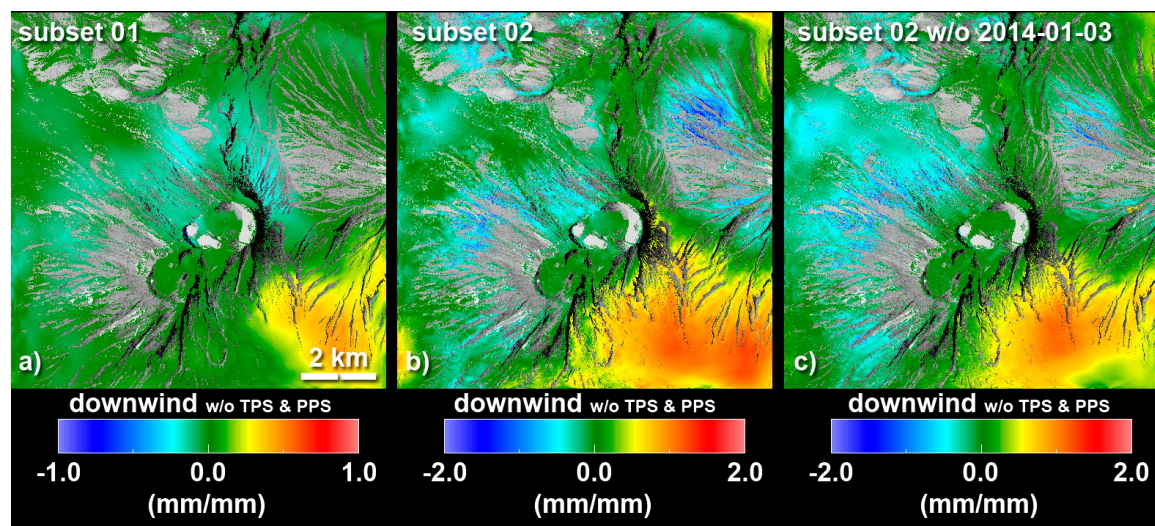 subset 01
subset 02
subset 02 w/o 2014-01-03
a)
2 km
b)
c)
downwind w/o TPS & PPS
downwind w/o TPS & PPS
downwind w/o TPS & PPS
-1.0 0.0 1.0
-2.0 0.0 2.0
-2.0 0.0 2.0
(mm/mm)
(mm/mm)
(mm/mm)